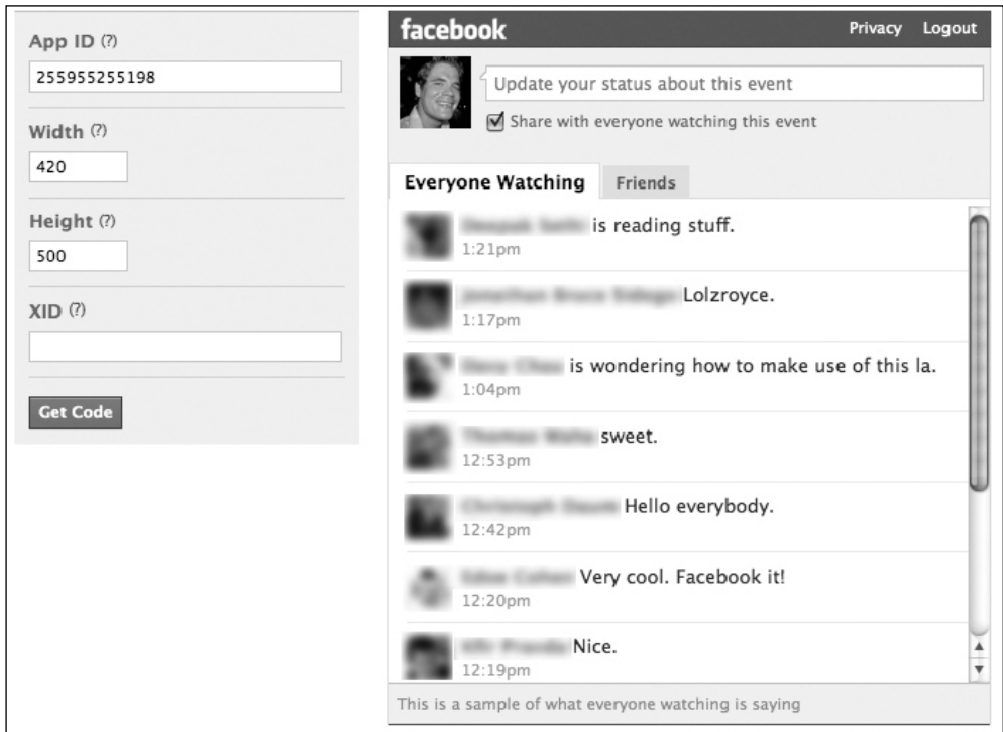 App ID (?)
255955255198
Width (?)
420
Height (?)
500
XID (?)
Get Code
facebook
Privacy Logout
Update your status about this event
Share with everyone watching this event
Everyone Watching Friends
is reading stuff.
1:21pm
Lolzroyce.
1:17pm
is wondering how to make use of this la.
1:04pm
sweet.
12:53pm
Hello everybody.
12:42pm
Very cool. Facebook it!
12:20pm
Nice.
12:19pm
This is a sample of what everyone watching is saying